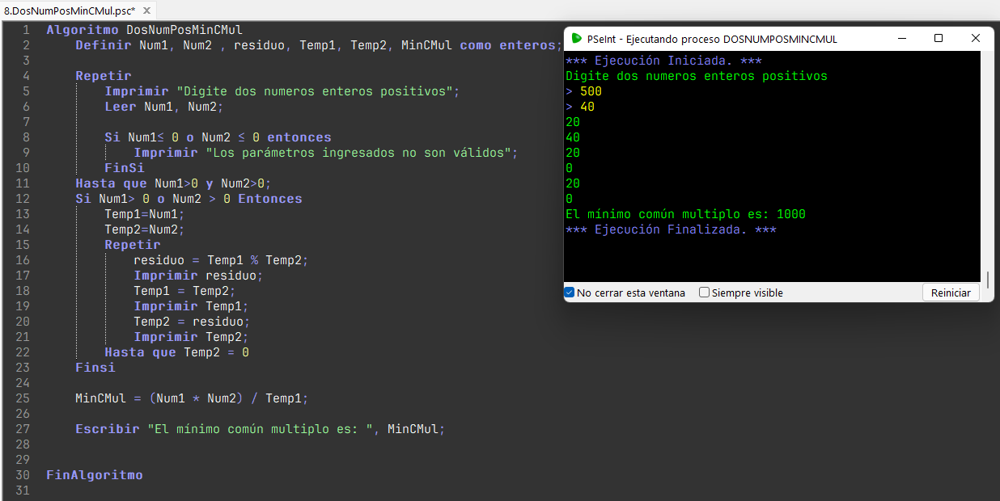 8.DosNumPosMinCMul.psc* X
1 Algoritmo DosNumPosMinCMul
2 Definir Num1, Num2 , residuo, Temp1, Temp2, MinCMul como enteros;
3
4 Repetir
5 Imprimir "Digite dos numeros enteros positivos";
6 Leer Num1, Num2;
7
8 Si Num1≤ 0 o Num2 ≤ 0 entonces
9 Imprimir "Los parámetros ingresados no son válidos";
10 FinSi
11 Hasta que Num1>0 y Num2>0;
12 Si Num1> 0 o Num2 > 0 Entonces
13 Temp1=Num1;
14 Temp2=Num2;
15 Repetir
16 residuo = Temp1 % Temp2;
17 Imprimir residuo;
18 Temp1 = Temp2;
19 Imprimir Temp1;
20 Temp2 = residuo;
21 Imprimir Temp2;
22 Hasta que Temp2 = 0
23 Finsi
24
25 MinCMul = (Num1 * Num2) / Temp1;
26
27 Escribir "El mínimo común multiplo es: ", MinCMul;
28
29
30 FinAlgoritmo
31
PSeInt - Ejecutando proceso DOSNUMPOSMINCMUL
*** Ejecución Iniciada. ***
Digite dos numeros enteros positivos
> 500
> 40
20
40
20
0
20
0
El mínimo común multiplo es: 1000
*** Ejecución Finalizada. ***
No cerrar esta ventana Siempre visible Reiniciar